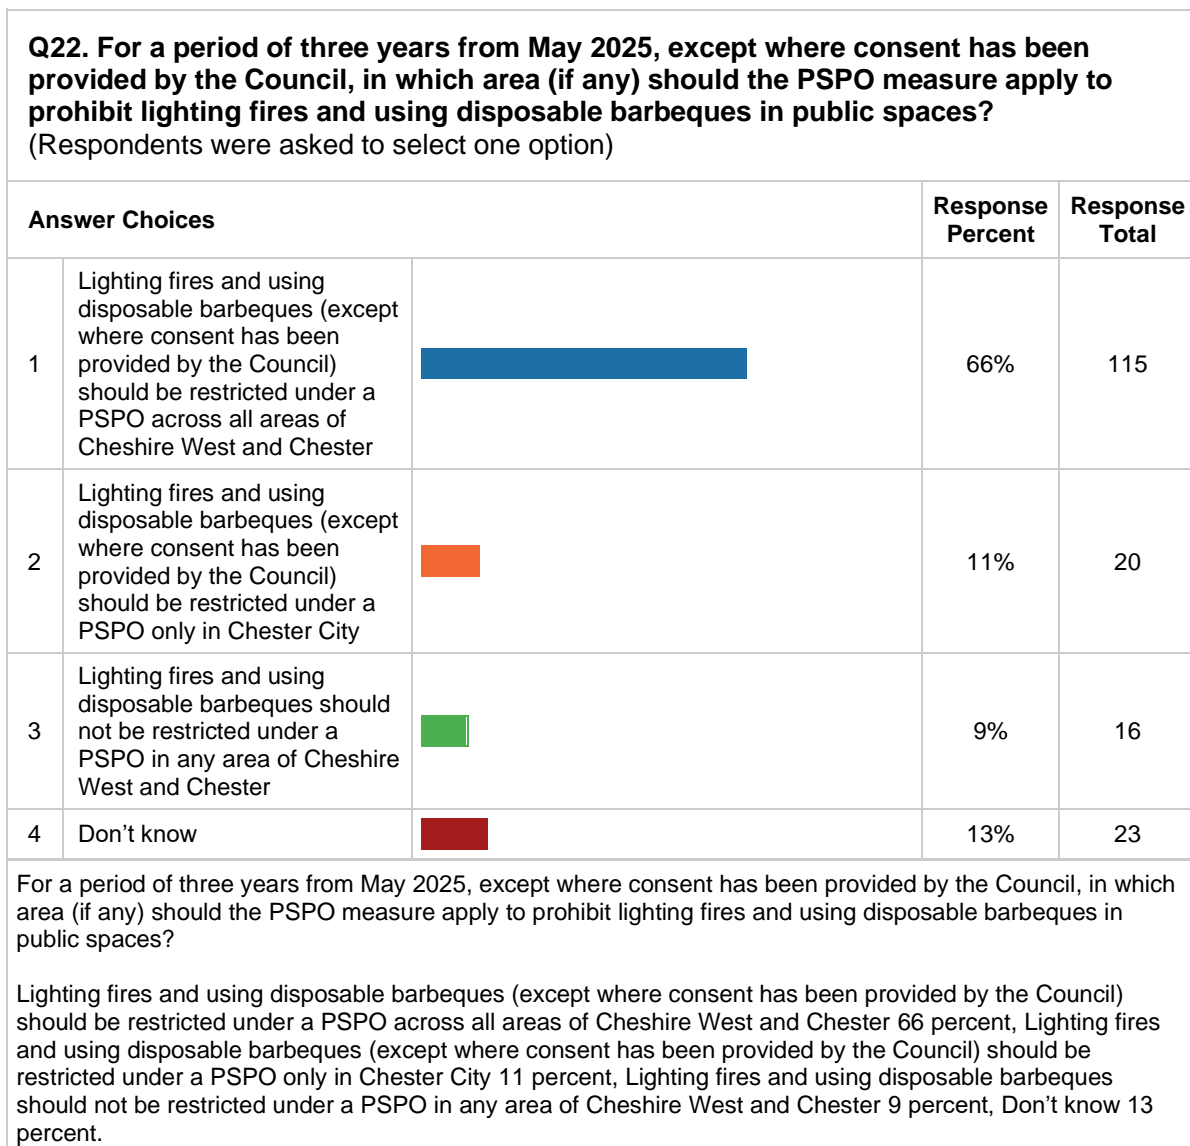 Q22. For a period of three years from May 2025, except where consent has been
provided by the Council, in which area (if any) should the PSPO measure apply to
prohibit lighting fires and using disposable barbeques in public spaces?
(Respondents were asked to select one option)
Answer Choices
Response
Percent
Response
Total
1
Lighting fires and using
disposable barbeques (except
where consent has been
provided by the Council)
should be restricted under a
PSPO across all areas of
Cheshire West and Chester
66%
115
2
Lighting fires and using
disposable barbeques (except
where consent has been
provided by the Council)
should be restricted under a
PSPO only in Chester City
11%
20
3
Lighting fires and using
disposable barbeques should
not be restricted under a
PSPO in any area of Cheshire
West and Chester
9%
16
4
Don’t know
13%
23
For a period of three years from May 2025, except where consent has been provided by the Council, in which
area (if any) should the PSPO measure apply to prohibit lighting fires and using disposable barbeques in
public spaces?
Lighting fires and using disposable barbeques (except where consent has been provided by the Council)
should be restricted under a PSPO across all areas of Cheshire West and Chester 66 percent, Lighting fires
and using disposable barbeques (except where consent has been provided by the Council) should be
restricted under a PSPO only in Chester City 11 percent, Lighting fires and using disposable barbeques
should not be restricted under a PSPO in any area of Cheshire West and Chester 9 percent, Don’t know 13
percent.